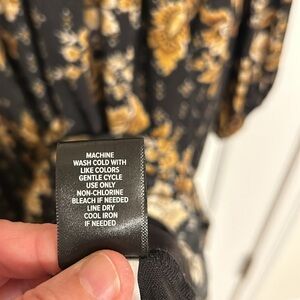 MACHINE
WASH COLD WITH
LIKE COLORS
GENTLE CYCLE
USE ONLY
NON-CHLORINE
BLEACH IF NEEDED
LINE DRY
COOL IRON
IF NEEDED